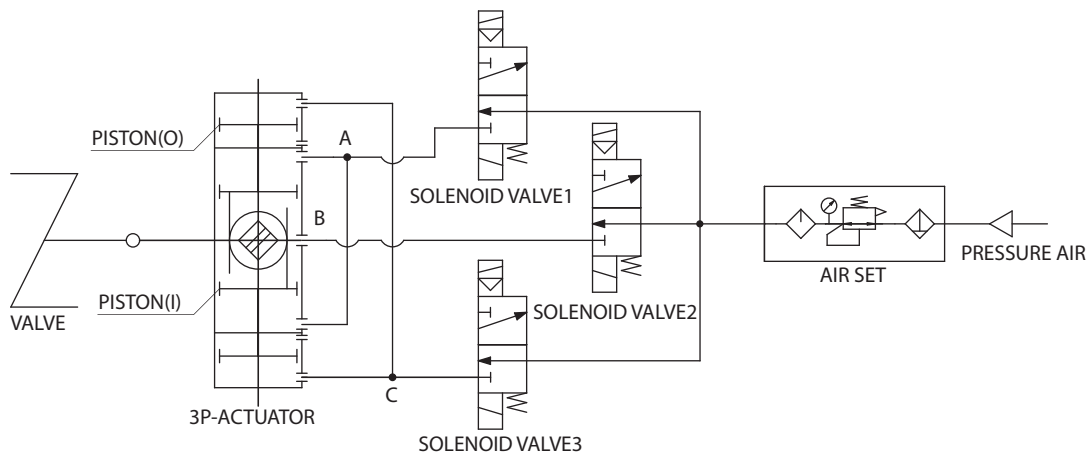 PISTON(O)
A
SOLENOID VALVE1
B
PRESSURE AIR
AIR SET
PISTON(I)
SOLENOID VALVE2
VALVE
C
3P-ACTUATOR
SOLENOID VALVE3